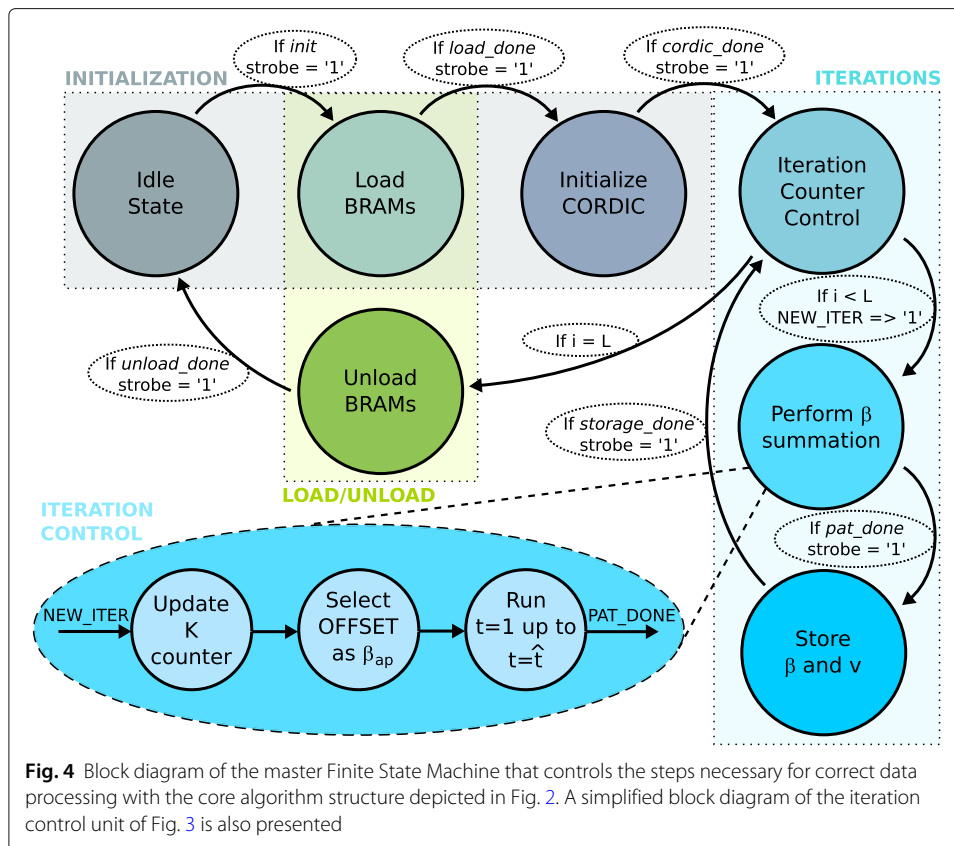 If init
strobe = '1'
If load_done
strobe = '1'
If cordic_done
strobe = '1'
INITIALIZATION
ITERATIONS
Idle
State
Load
BRAMs
Initialize
CORDIC
Iteration
Counter
Control
If i < L
NEW_ITER => '1'
If i = L
If unload_done
strobe = '1'
Unload
BRAMs
Perform β
summation
If storage_done
strobe = '1'
LOAD/UNLOAD
ITERATION
CONTROL
If pat_done
strobe = '1'
NEW_ITER
Update
K
counter
Select
OFFSET
as βap
Run
t=1 up to
t=t̂
PAT_DONE
Store
β and v
Fig. 4 Block diagram of the master Finite State Machine that controls the steps necessary for correct data
processing with the core algorithm structure depicted in Fig. 2. A simplified block diagram of the iteration
control unit of Fig. 3 is also presented